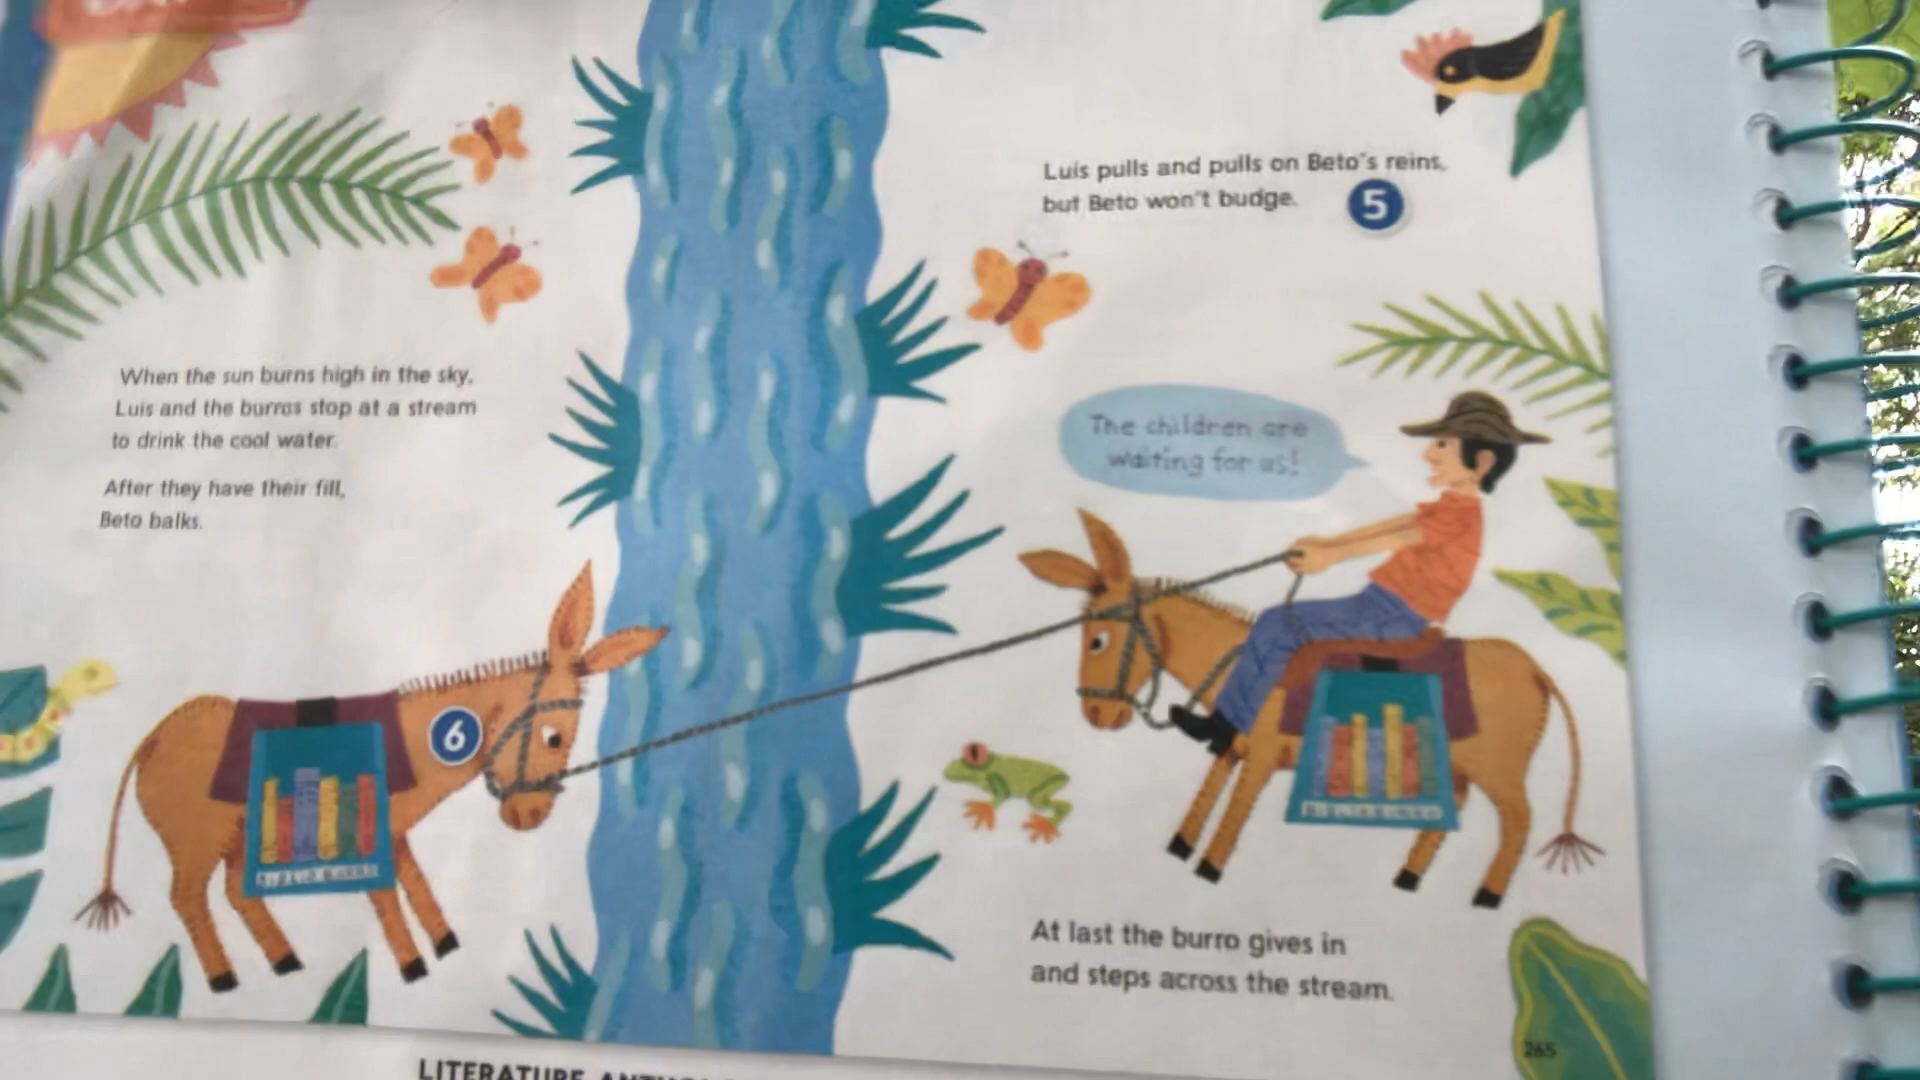 When the sun burns high in the sky,
Luis and the burros stop at a stream
to drink the cool water.
After they have their fill,
Beto balks.
6
BIBLIOBURRO
Luis pulls and pulls on Beto's reins,
but Beto won't budge.
5
The children are
waiting for us!
BIBLIOBURRO
At last the burro gives in
and steps across the stream.
265
LITERATURE